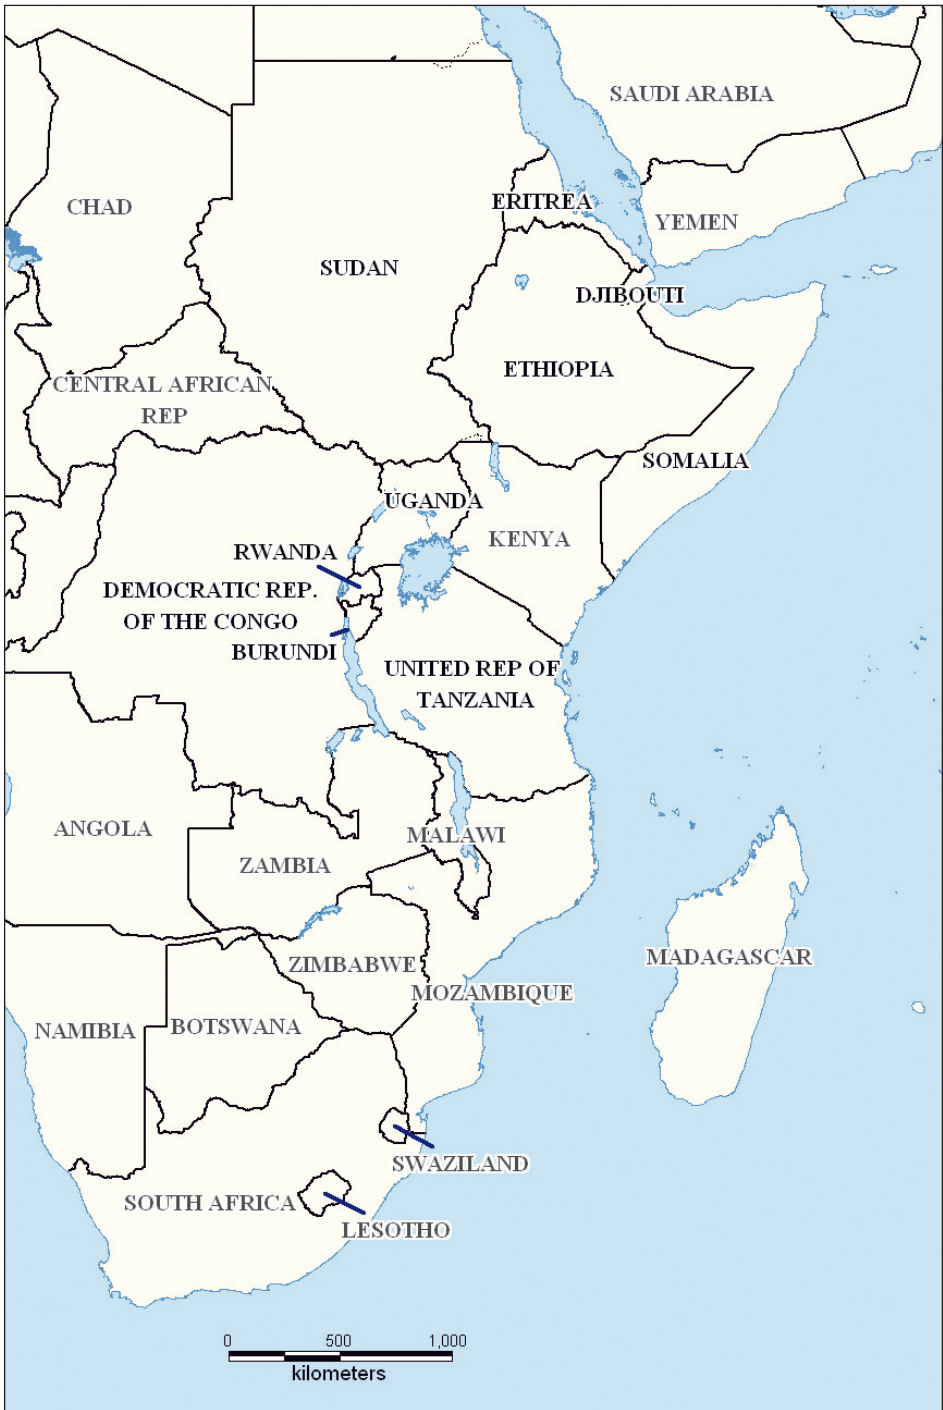 SAUDI ARABIA
CHAD
ERITREA
YEMEN
SUDAN
DJIBOUTI
ETHIOPIA
CENTRAL AFRICAN
REP
SOMALIA
UGANDA
KENYA
RWANDA
DEMOCRATIC REP.
OF THE CONGO
BURUNDI
UNITED REP OF
TANZANIA
ANGOLA
MALAWI
ZAMBIA
MADAGASCAR
ZIMBABWE
MOZAMBIQUE
NAMIBIA
BOTSWANA
SWAZILAND
SOUTH AFRICA
LESOTHO
0 500 1,000
kilometers